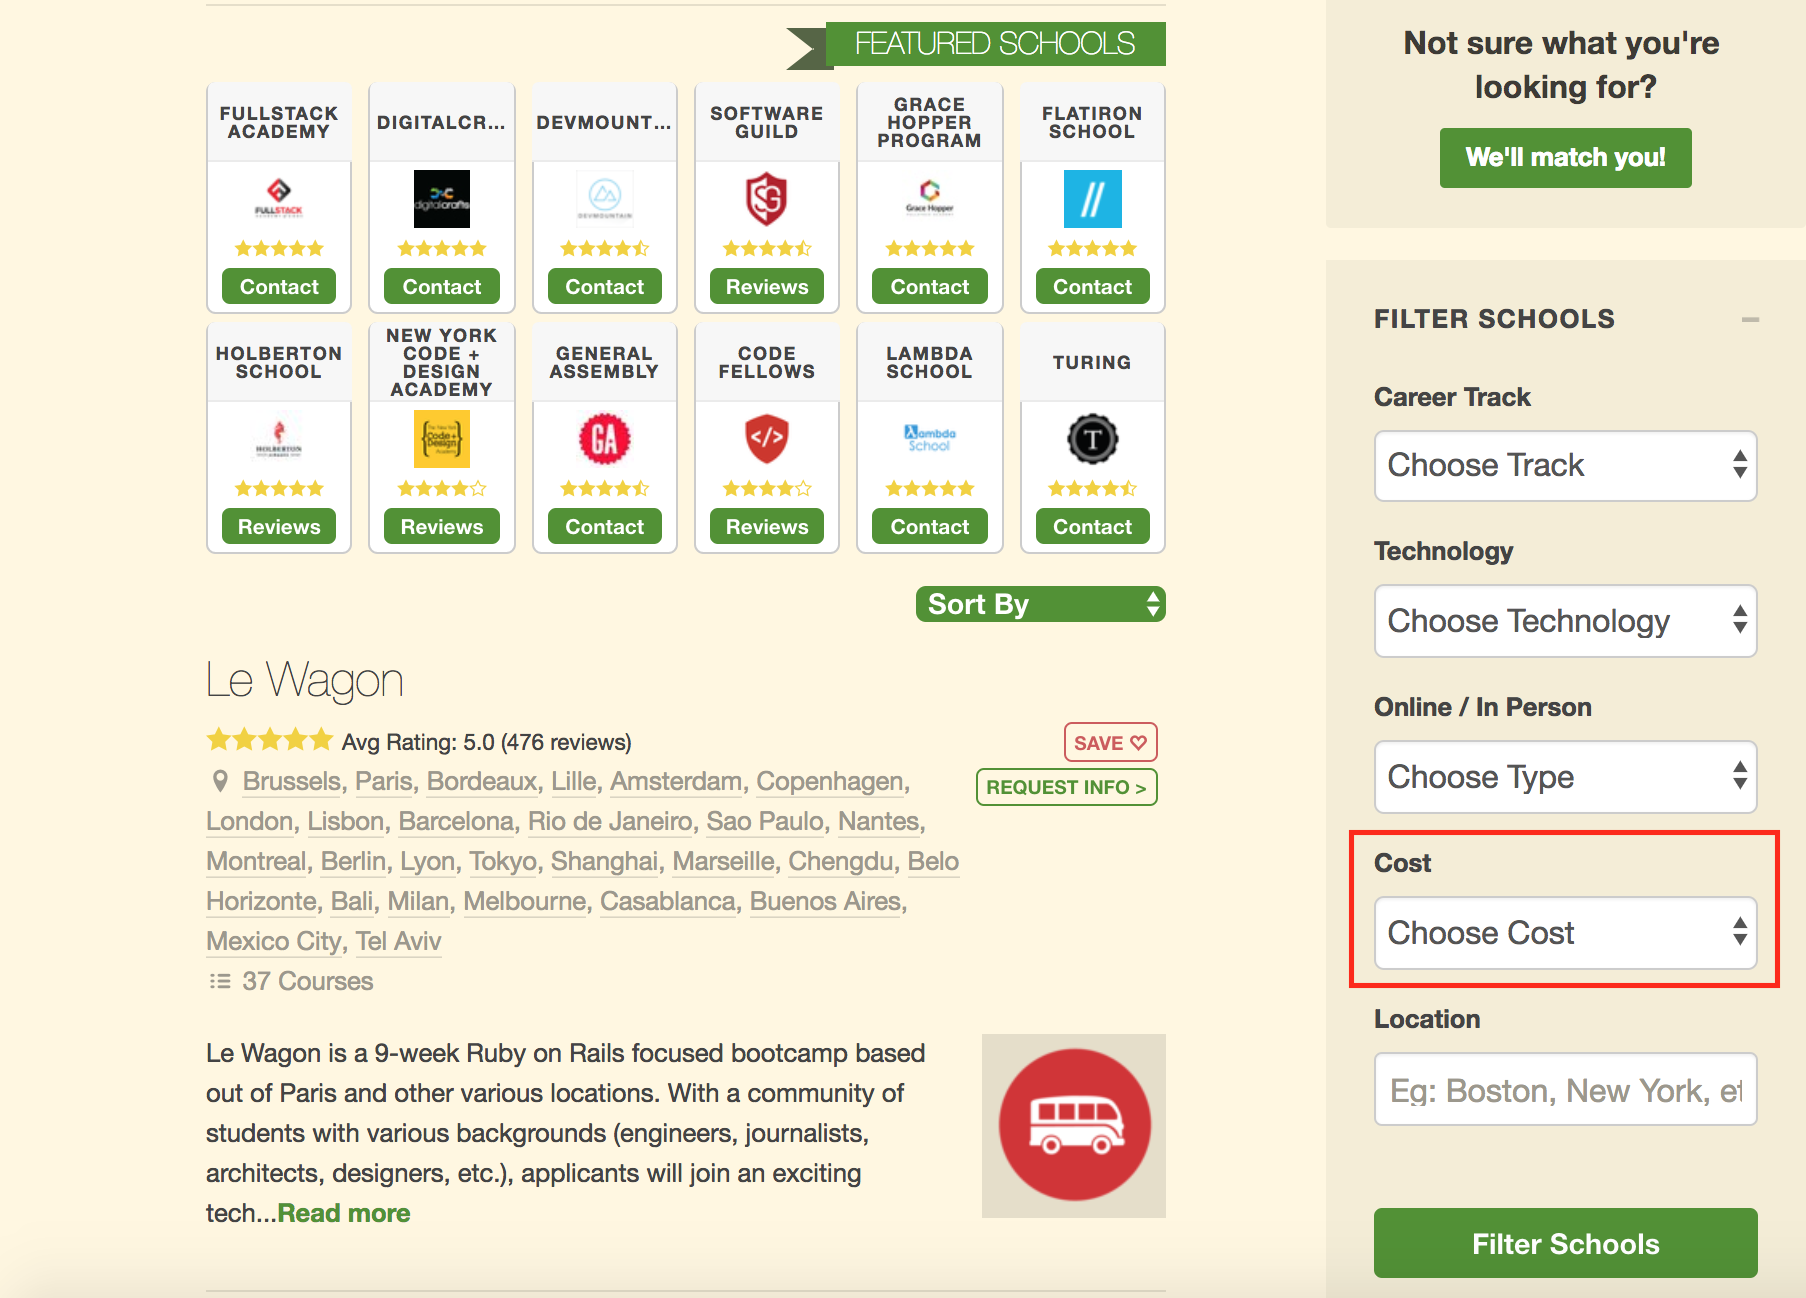 FEATURED SCHOOLS
FULLSTACK
ACADEMY
FULLSTACK
Contact
DIGITALCR...
digitalcrafts
Contact
DEVMOUNT...
DEVMOUNTAIN
Contact
SOFTWARE
GUILD
SG
Reviews
GRACE
HOPPER
PROGRAM
Grace Hopper
Contact
FLATIRON
SCHOOL
Contact
HOLBERTON
SCHOOL
HOLBERTON
Reviews
NEW YORK
CODE +
DESIGN
ACADEMY
The New York
Code+
Design
Academy
Reviews
GENERAL
ASSEMBLY
GA
Contact
CODE
FELLOWS
</>
Reviews
LAMBDA
SCHOOL
Lambda
School
Contact
TURING
T
Contact
Sort By
Le Wagon
Avg Rating: 5.0 (476 reviews)
SAVE
REQUEST INFO >
Brussels, Paris, Bordeaux, Lille, Amsterdam, Copenhagen,
London, Lisbon, Barcelona, Rio de Janeiro, Sao Paulo, Nantes,
Montreal, Berlin, Lyon, Tokyo, Shanghai, Marseille, Chengdu, Belo
Horizonte, Bali, Milan, Melbourne, Casablanca, Buenos Aires,
Mexico City, Tel Aviv
37 Courses
Le Wagon is a 9-week Ruby on Rails focused bootcamp based
out of Paris and other various locations. With a community of
students with various backgrounds (engineers, journalists,
architects, designers, etc.), applicants will join an exciting
tech...Read more
Not sure what you're
looking for?
We'll match you!
FILTER SCHOOLS
Career Track
Choose Track
Technology
Choose Technology
Online / In Person
Choose Type
Cost
Choose Cost
Location
Eg: Boston, New York, et
Filter Schools